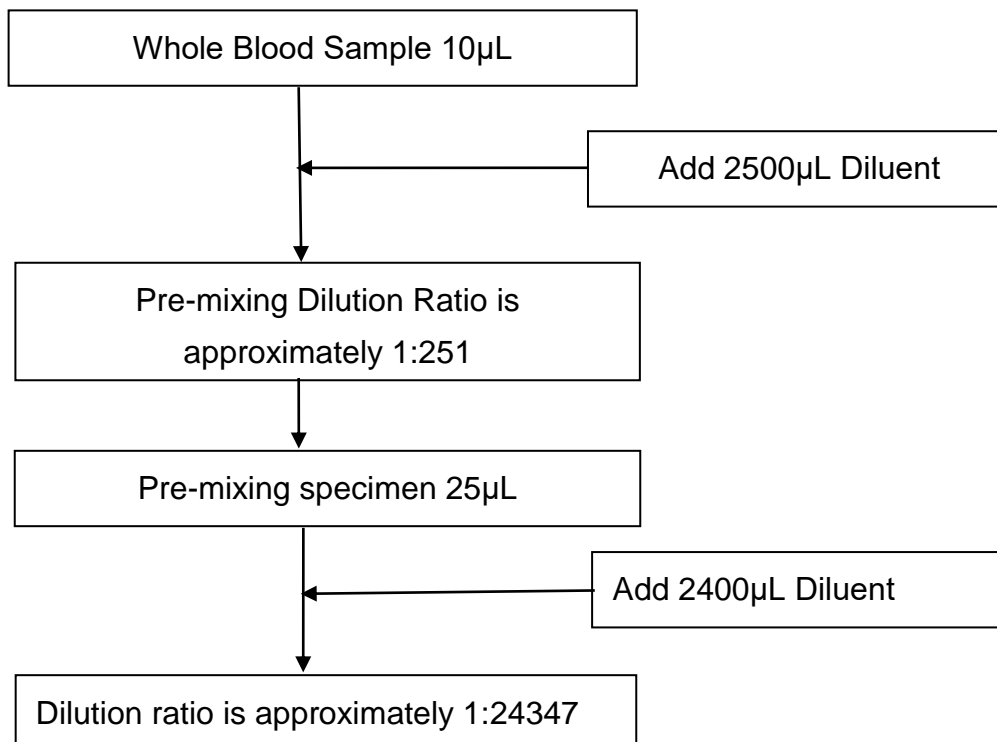 Whole Blood Sample 10μL
Add 2500μL Diluent
Pre-mixing Dilution Ratio is
approximately 1:251
Pre-mixing specimen 25μL
Add 2400μL Diluent
Dilution ratio is approximately 1:24347